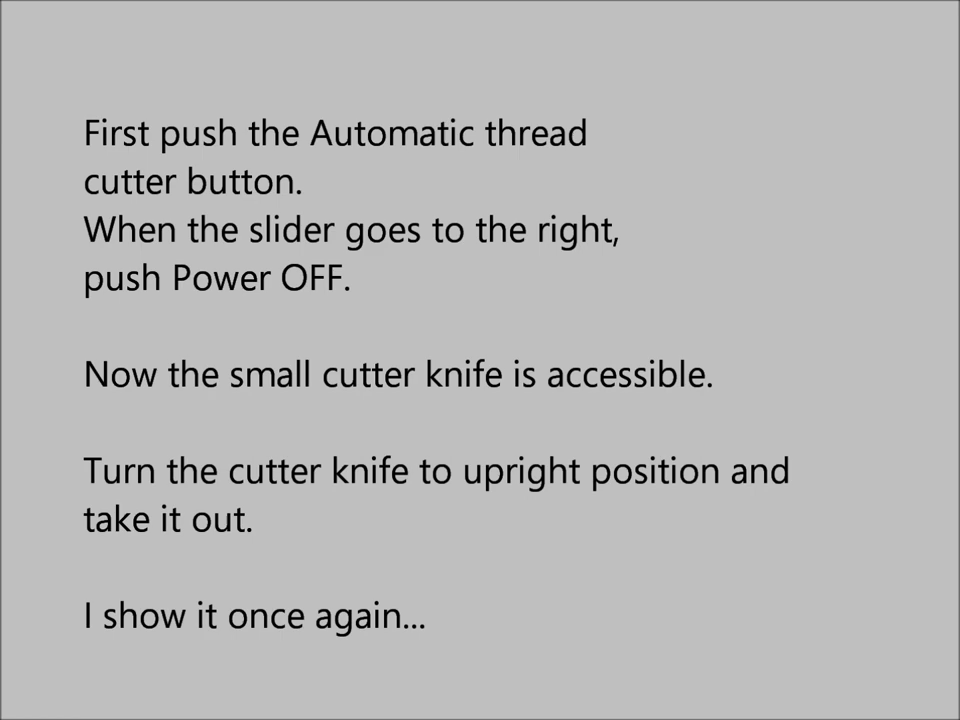 First push the Automatic thread
cutter button.
When the slider goes to the right,
push Power OFF.
Now the small cutter knife is accessible.
Turn the cutter knife to upright position and
take it out.
I show it once again...